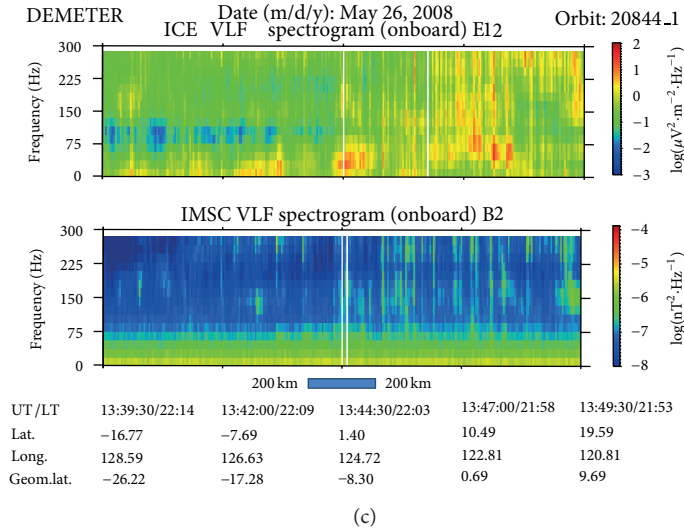 DEMETER Date (m/d/y): May 26, 2008 Orbit: 20844_1
ICE VLF spectrogram (onboard) E12
Frequency (Hz)
300
225
150
75
0
2
1
0
−1
−2
−3
log(μV²·m⁻²·Hz⁻¹)
IMSC VLF spectrogram (onboard) B2
Frequency (Hz)
300
225
150
75
0
−4
−5
−6
−7
−8
log(nT²·Hz⁻¹)
200 km 200 km
UT/LT 13:39:30/22:14 13:42:00/22:09 13:44:30/22:03 13:47:00/21:58 13:49:30/21:53
Lat. −16.77 −7.69 1.40 10.49 19.59
Long. 128.59 126.63 124.72 122.81 120.81
Geom.lat. −26.22 −17.28 −8.30 0.69 9.69
(c)